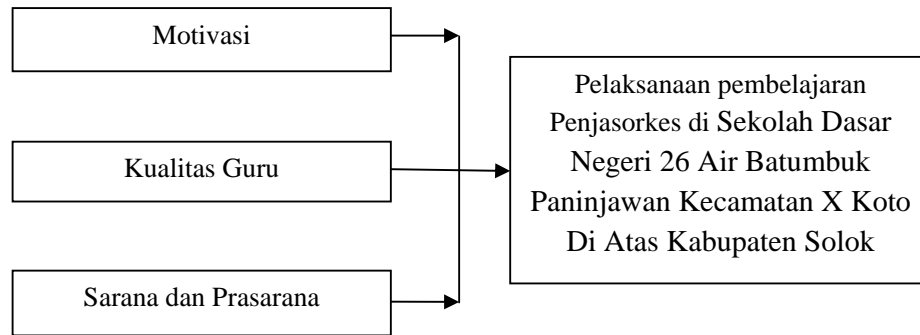 Motivasi
Kualitas Guru
Sarana dan Prasarana
Pelaksanaan pembelajaran
Penjasorkes di Sekolah Dasar
Negeri 26 Air Batumbuk
Paninjawan Kecamatan X Koto
Di Atas Kabupaten Solok